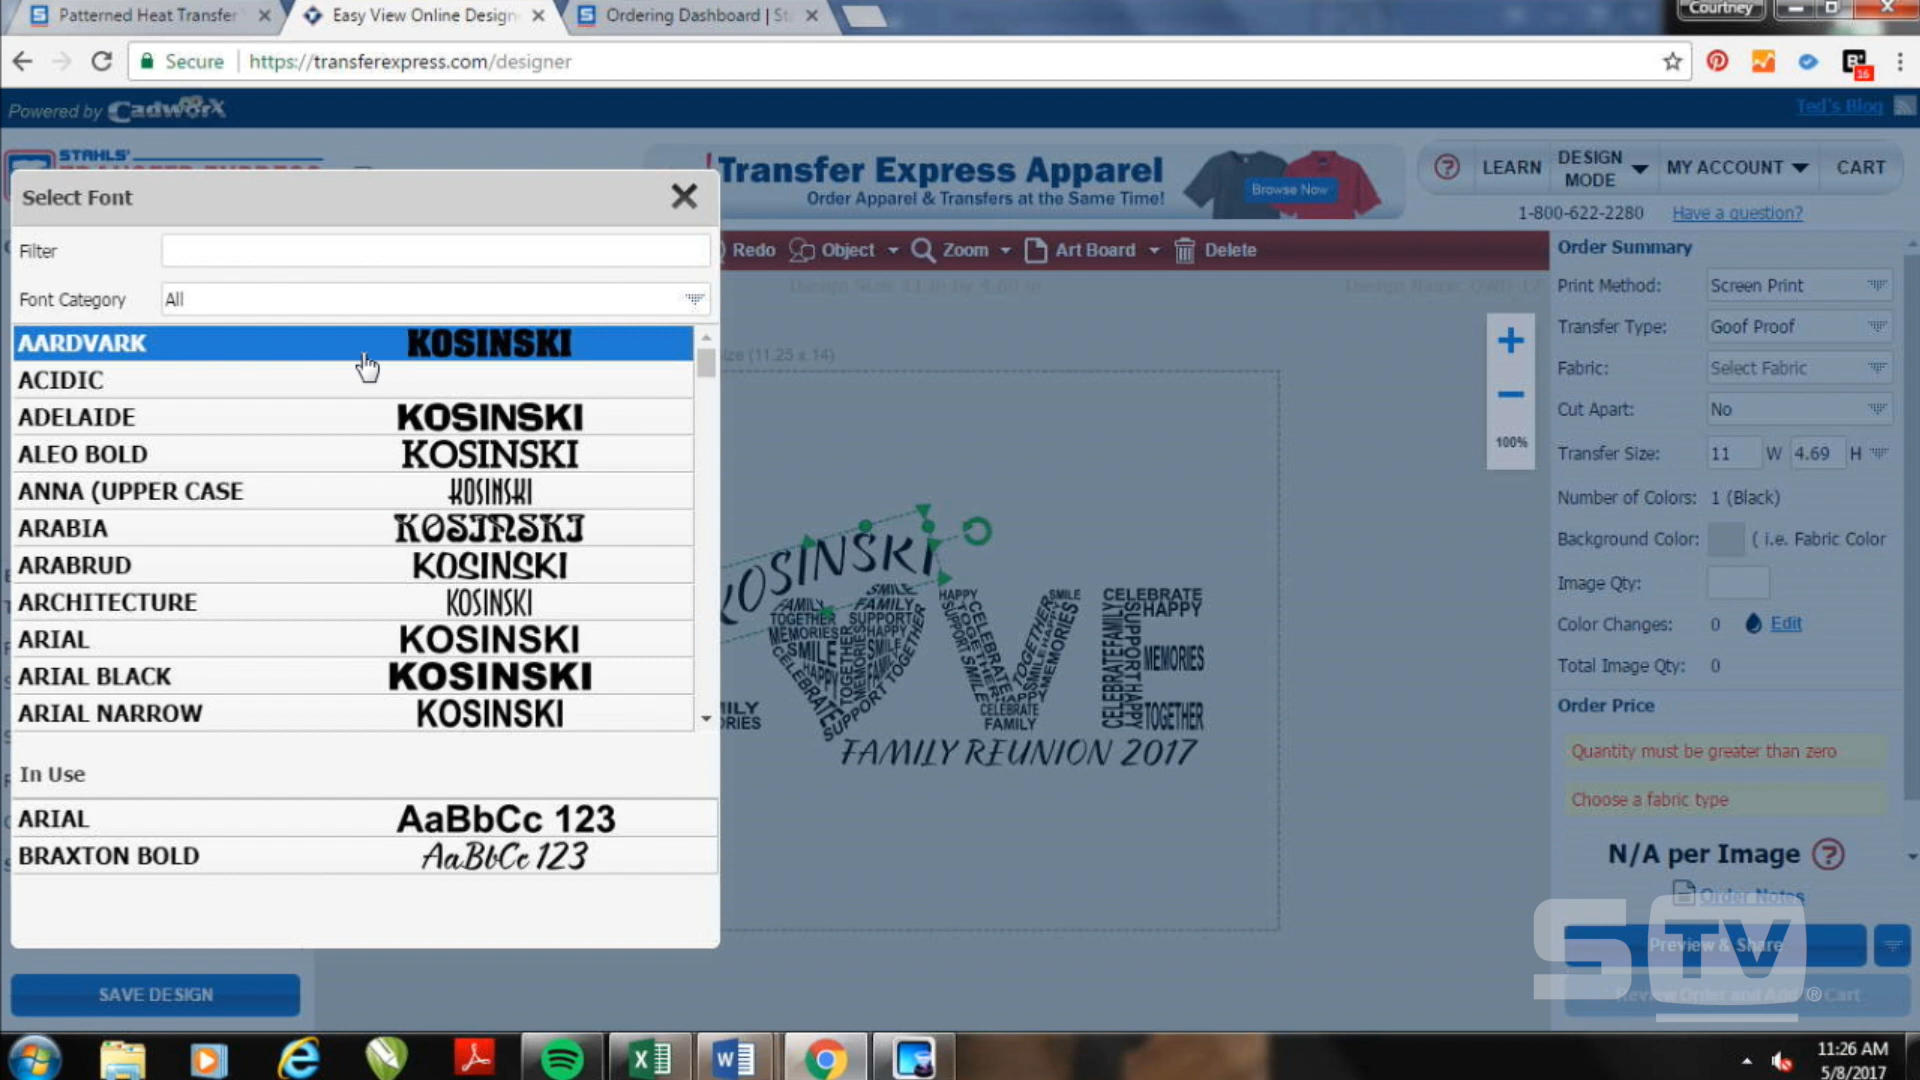 Patterned Heat Transfer
Easy View Online Design
Ordering Dashboard | St
Courtney
Secure
https://transferexpress.com/designer
16
Powered by CadworX
Ted's Blog
STAHLS'
Transfer Express Apparel
Order Apparel & Transfers at the Same Time!
Browse Now
LEARN
DESIGN MODE
MY ACCOUNT
CART
1-800-622-2280
Have a question?
Select Font
Filter
Font Category All
AARDVARK KOSINSKI
ACIDIC
ADELAIDE KOSINSKI
ALEO BOLD KOSINSKI
ANNA (UPPER CASE KOSINSKI
ARABIA KOSINSKI
ARABRUD KOSINSKI
ARCHITECTURE KOSINSKI
ARIAL KOSINSKI
ARIAL BLACK KOSINSKI
ARIAL NARROW KOSINSKI
In Use
ARIAL AaBbCc 123
BRAXTON BOLD AaBbCc 123
SAVE DESIGN
Redo
Object
Zoom
Art Board
Delete
(11.25 x 14)
100%
KOSINSKI
FAMILY REUNION 2017
Order Summary
Print Method: Screen Print
Transfer Type: Goof Proof
Fabric: Select Fabric
Cut Apart: No
Transfer Size: 11 W 4.69 H
Number of Colors: 1 (Black)
Background Color: ( i.e. Fabric Color
Image Qty:
Color Changes: 0 Edit
Total Image Qty: 0
Order Price
Quantity must be greater than zero
Choose a fabric type
N/A per Image
Order Notes
Preview & Share
STV ®
11:26 AM
5/8/2017